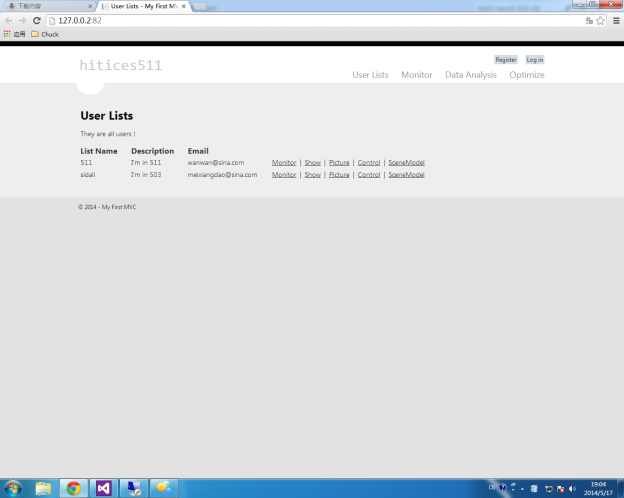 下载内容
User Lists - My First MV
127.0.0.2:82
应用 Chuck
hitices511
Register Log in
User Lists Monitor Data Analysis Optimize
User Lists
They are all users !
List Name Description Email
511 I'm in 511 wanwan@sina.com Monitor | Show | Picture | Control | SceneModel
sidali I'm in 503 meixiangdao@sina.com Monitor | Show | Picture | Control | SceneModel
© 2014 - My First MVC
CH
19:04
2014/5/17